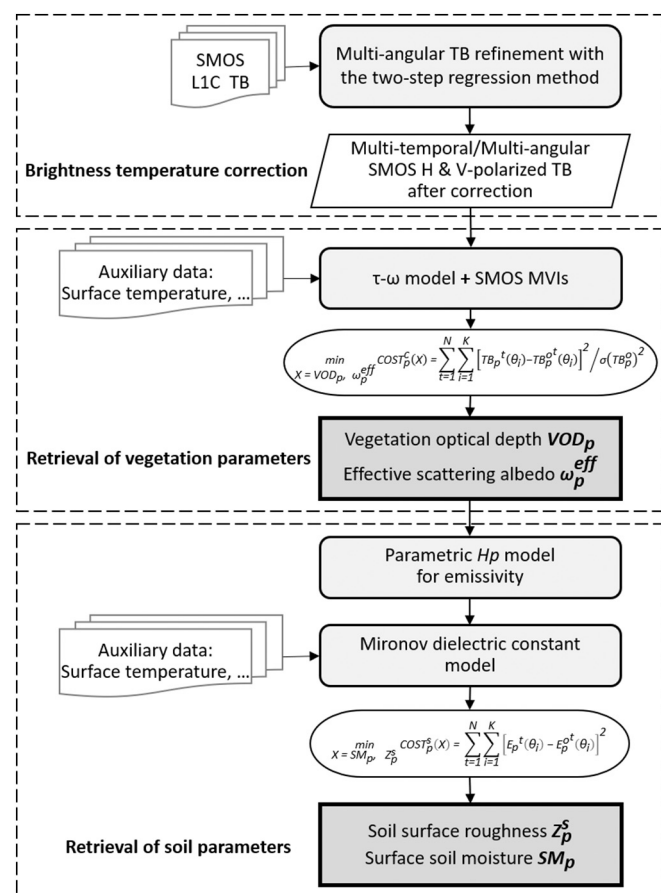 SMOS
L1C TB
Multi-angular TB refinement with
the two-step regression method
Brightness temperature correction
Multi-temporal/Multi-angular
SMOS H & V-polarized TB
after correction
Auxiliary data:
Surface temperature, ...
τ-ω model + SMOS MVIs
min X = VOD_p, ω_p^eff COST_p^c(X) = ∑_{t=1}^{N} ∑_{i=1}^{K} [TB_p^t(θ_i)-TB_p^{o t}(θ_i)]^2 / σ(TB_p^o)^2
Retrieval of vegetation parameters
Vegetation optical depth VOD_p
Effective scattering albedo ω_p^eff
Parametric Hp model
for emissivity
Auxiliary data:
Surface temperature, ...
Mironov dielectric constant
model
min X = SM_p, Z_p^s COST_p^s(X) = ∑_{t=1}^{N} ∑_{i=1}^{K} [E_p^t(θ_i) - E_p^{o t}(θ_i)]^2
Retrieval of soil parameters
Soil surface roughness Z_p^s
Surface soil moisture SM_p